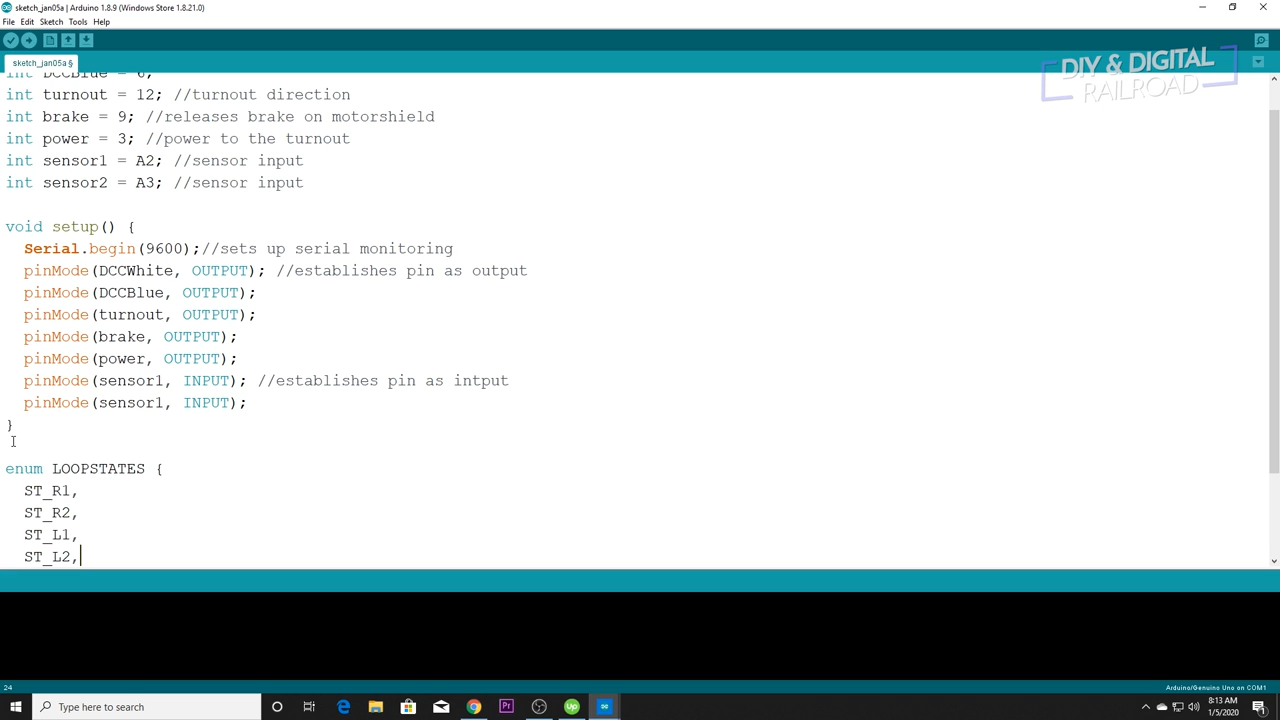 sketch_jan05a | Arduino 1.8.9 (Windows Store 1.8.21.0)
File Edit Sketch Tools Help
sketch_jan05a §
DIY & DIGITAL
RAILROAD
int DCCBlue = 6;
int turnout = 12; //turnout direction
int brake = 9; //releases brake on motorshield
int power = 3; //power to the turnout
int sensor1 = A2; //sensor input
int sensor2 = A3; //sensor input
void setup() {
Serial.begin(9600);//sets up serial monitoring
pinMode(DCCWhite, OUTPUT); //establishes pin as output
pinMode(DCCBlue, OUTPUT);
pinMode(turnout, OUTPUT);
pinMode(brake, OUTPUT);
pinMode(power, OUTPUT);
pinMode(sensor1, INPUT); //establishes pin as intput
pinMode(sensor1, INPUT);
}
enum LOOPSTATES {
ST_R1,
ST_R2,
ST_L1,
ST_L2,
24
Arduino/Genuino Uno on COM1
Type here to search
8:13 AM
1/5/2020